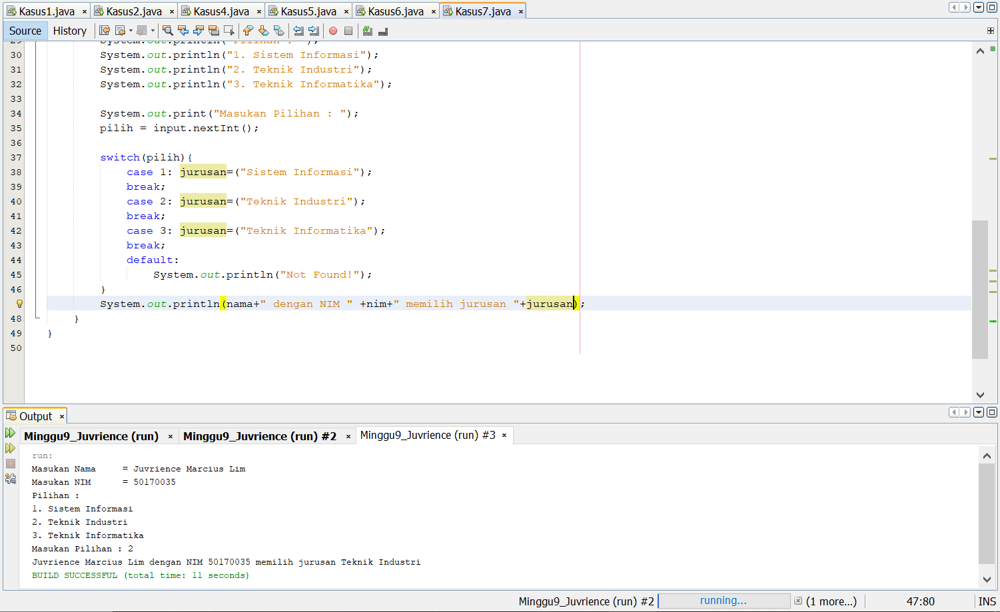 Kasus1.java × Kasus2.java × Kasus4.java × Kasus5.java × Kasus6.java × Kasus7.java ×
Source History
29 System.out.println("Pilihan : ");
30 System.out.println("1. Sistem Informasi");
31 System.out.println("2. Teknik Industri");
32 System.out.println("3. Teknik Informatika");
33
34 System.out.print("Masukan Pilihan : ");
35 pilih = input.nextInt();
36
37 switch(pilih){
38 case 1: jurusan=("Sistem Informasi");
39 break;
40 case 2: jurusan=("Teknik Industri");
41 break;
42 case 3: jurusan=("Teknik Informatika");
43 break;
44 default:
45 System.out.println("Not Found!");
46 }
System.out.println(nama+" dengan NIM " +nim+" memilih jurusan "+jurusan);
48 }
49 }
50
Output ×
Minggu9_Juvrience (run) × Minggu9_Juvrience (run) #2 × Minggu9_Juvrience (run) #3 ×
run:
Masukan Nama = Juvrience Marcius Lim
Masukan NIM = 50170035
Pilihan :
1. Sistem Informasi
2. Teknik Industri
3. Teknik Informatika
Masukan Pilihan : 2
Juvrience Marcius Lim dengan NIM 50170035 memilih jurusan Teknik Industri
BUILD SUCCESSFUL (total time: 11 seconds)
Minggu9_Juvrience (run) #2 running... (1 more...) 47:80 INS